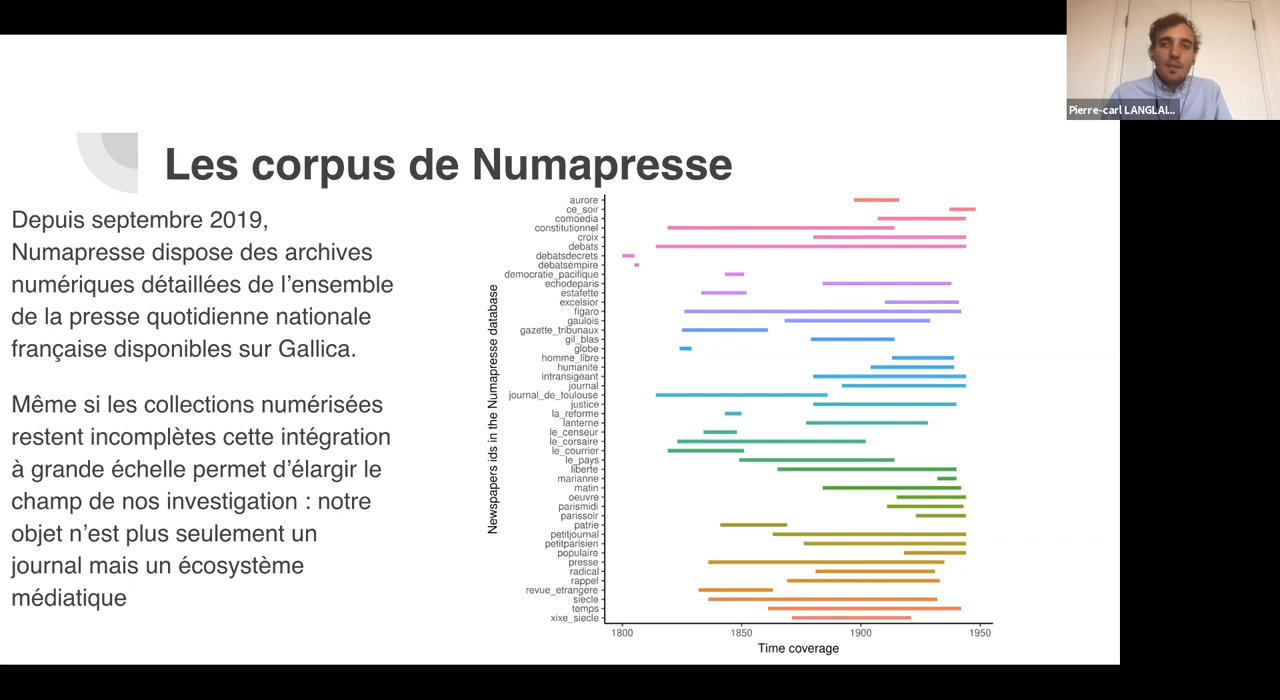 Pierre-carl LANGLAI...
Les corpus de Numapresse
Depuis septembre 2019,
Numapresse dispose des archives
numériques détaillées de l'ensemble
de la presse quotidienne nationale
française disponibles sur Gallica.
Même si les collections numérisées
restent incomplètes cette intégration
à grande échelle permet d'élargir le
champ de nos investigation : notre
objet n'est plus seulement un
journal mais un écosystème
médiatique
Newspapers ids in the Numapresse database
aurore
ce_soir
comoedia
constitutionnel
croix
debats
debatsdecrets
debatsempire
democratie_pacifique
echodeparis
estafette
excelsior
figaro
gaulois
gazette_tribunaux
gil_blas
globe
homme_libre
humanite
intransigeant
journal
journal_de_toulouse
justice
la_reforme
lanterne
le_censeur
le_corsaire
le_courrier
le_pays
liberte
marianne
matin
oeuvre
parismidi
parissoir
patrie
petitjournal
petitparisien
populaire
presse
radical
rappel
revue_etrangere
siecle
temps
xixe_siecle
1800 1850 1900 1950
Time coverage